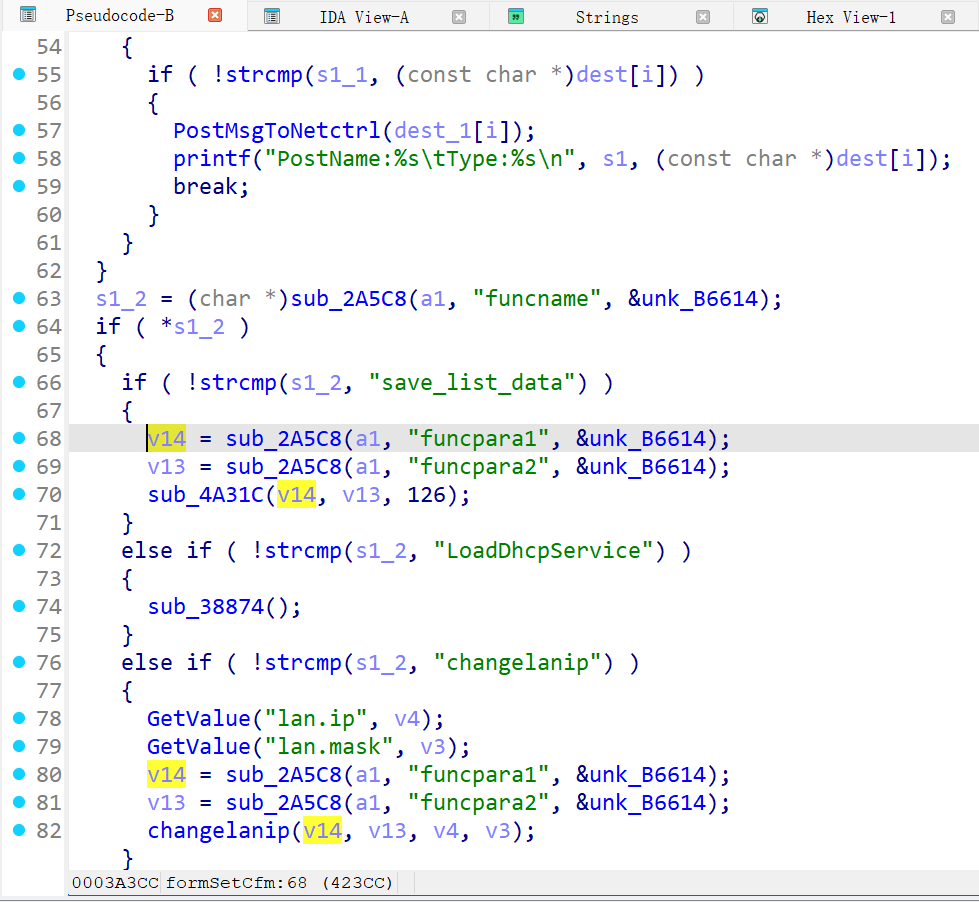 Pseudocode-B IDA View-A Strings Hex View-1
54 {
55 if ( !strcmp(s1_1, (const char *)dest[i]) )
56 {
57 PostMsgToNetctrl(dest_1[i]);
58 printf("PostName:%s\tType:%s\n", s1, (const char *)dest[i]);
59 break;
60 }
61 }
62 }
63 s1_2 = (char *)sub_2A5C8(a1, "funcname", &unk_B6614);
64 if ( *s1_2 )
65 {
66 if ( !strcmp(s1_2, "save_list_data") )
67 {
68 v14 = sub_2A5C8(a1, "funcpara1", &unk_B6614);
69 v13 = sub_2A5C8(a1, "funcpara2", &unk_B6614);
70 sub_4A31C(v14, v13, 126);
71 }
72 else if ( !strcmp(s1_2, "LoadDhcpService") )
73 {
74 sub_38874();
75 }
76 else if ( !strcmp(s1_2, "changelanip") )
77 {
78 GetValue("lan.ip", v4);
79 GetValue("lan.mask", v3);
80 v14 = sub_2A5C8(a1, "funcpara1", &unk_B6614);
81 v13 = sub_2A5C8(a1, "funcpara2", &unk_B6614);
82 changelanip(v14, v13, v4, v3);
}
0003A3CC formSetCfm:68 (423CC)